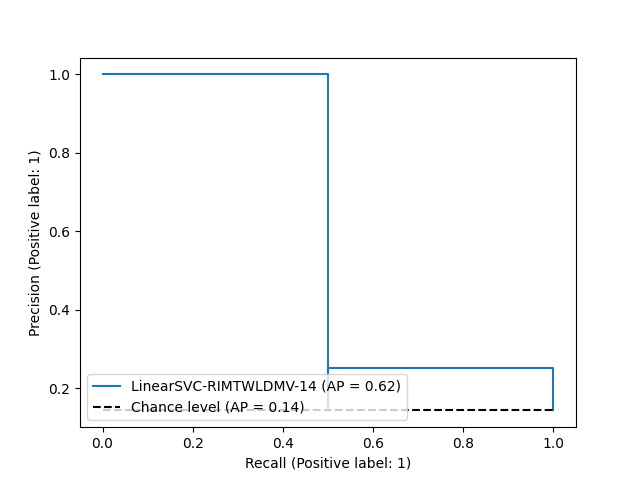 1.0
0.8
0.6
0.4
0.2
Precision (Positive label: 1)
LinearSVC-RIMTWLDMV-14 (AP = 0.62)
Chance level (AP = 0.14)
0.0 0.2 0.4 0.6 0.8 1.0
Recall (Positive label: 1)